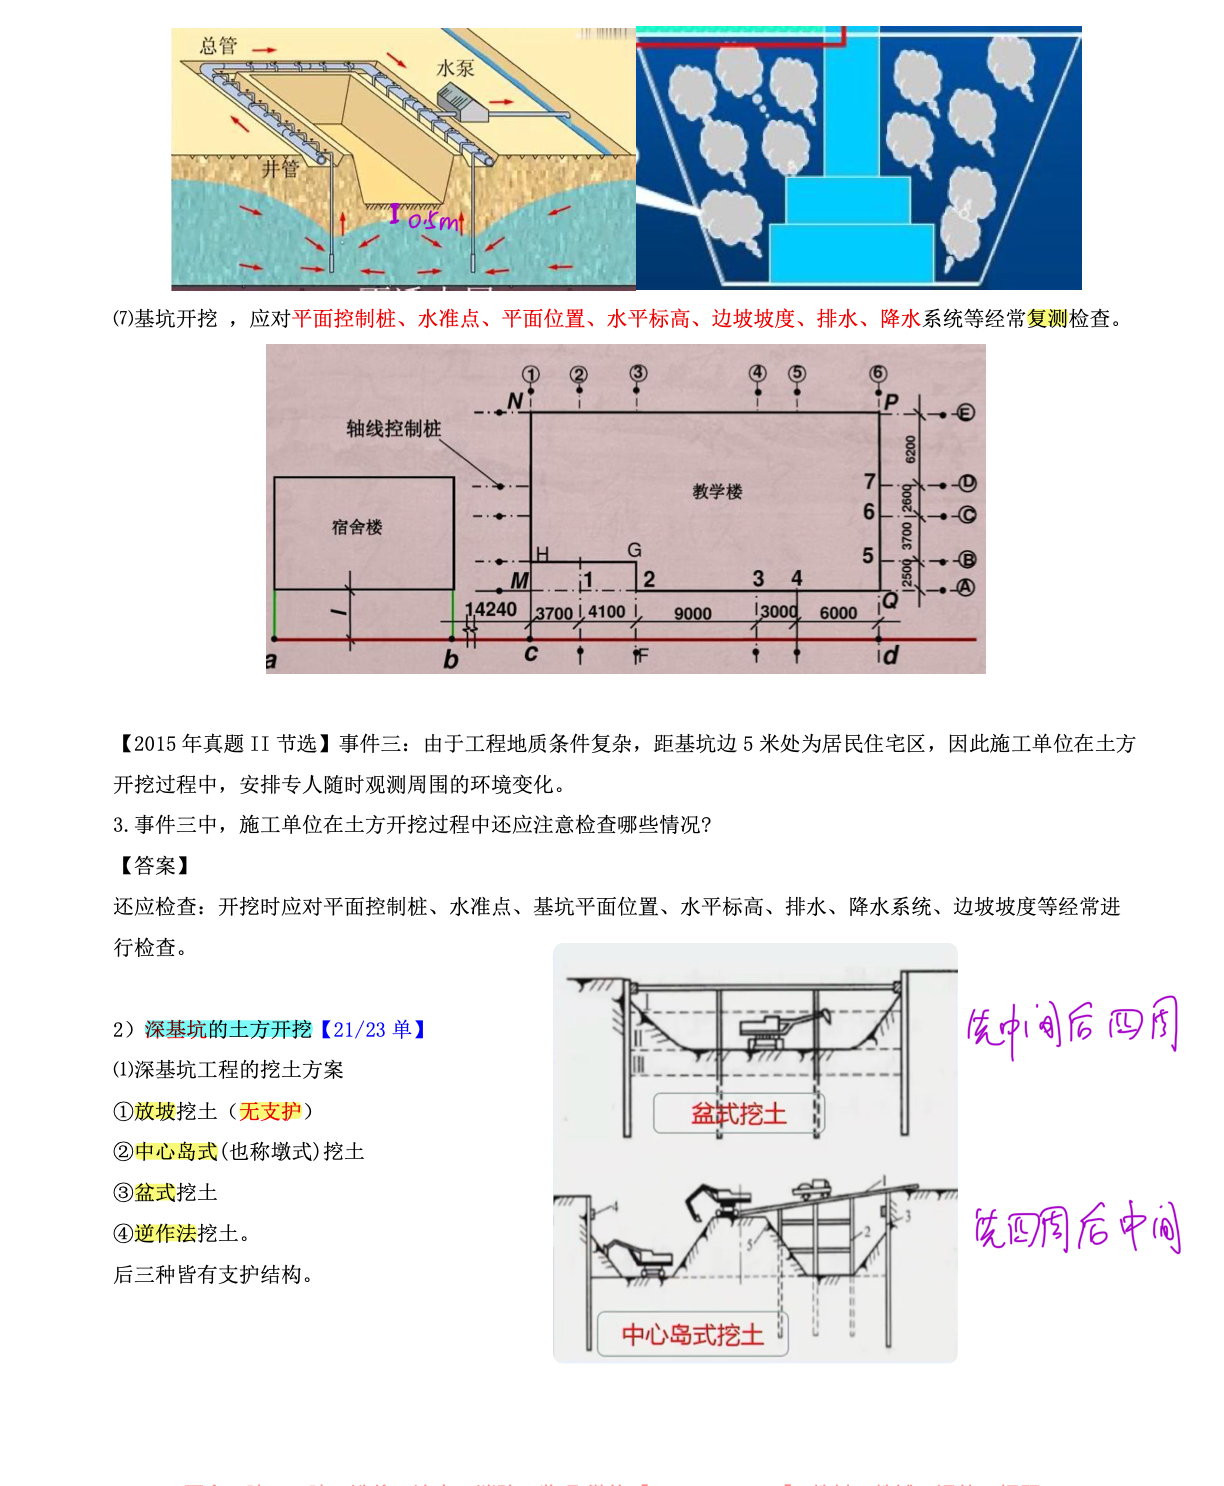 总管
水泵
井管
0.5m
⑺基坑开挖 ，应对平面控制桩、水准点、平面位置、水平标高、边坡坡度、排水、降水系统等经常复测检查。
① ② ③ ④ ⑤ ⑥
N P Ⓔ
轴线控制桩
6200
教学楼
7 Ⓓ
2600
宿舍楼
6 Ⓒ
3700
H G 5 Ⓑ
M 1 2 3 4 2500 Ⓐ
Q
l
14240 3700 4100 9000 3000 6000
a b c F d
【2015 年真题 II 节选】事件三：由于工程地质条件复杂，距基坑边 5 米处为居民住宅区，因此施工单位在土方
开挖过程中，安排专人随时观测周围的环境变化。
3.事件三中，施工单位在土方开挖过程中还应注意检查哪些情况?
【答案】
还应检查：开挖时应对平面控制桩、水准点、基坑平面位置、水平标高、排水、降水系统、边坡坡度等经常进
行检查。
2）深基坑的土方开挖【21/23 单】
⑴深基坑工程的挖土方案
①放坡挖土（无支护）
②中心岛式(也称墩式)挖土
③盆式挖土
④逆作法挖土。
后三种皆有支护结构。
I
II
III
盆式挖土
先中间后四周
1
2
3
4
5
中心岛式挖土
先四周后中间